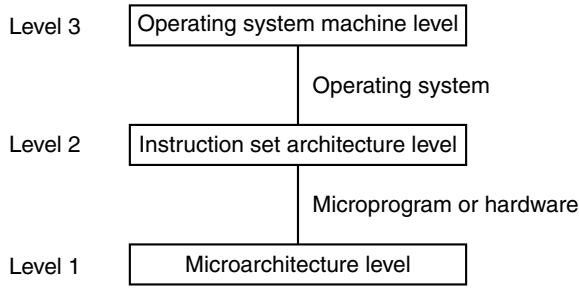 Level 3
Operating system machine level
Operating system
Level 2
Instruction set architecture level
Microprogram or hardware
Level 1
Microarchitecture level